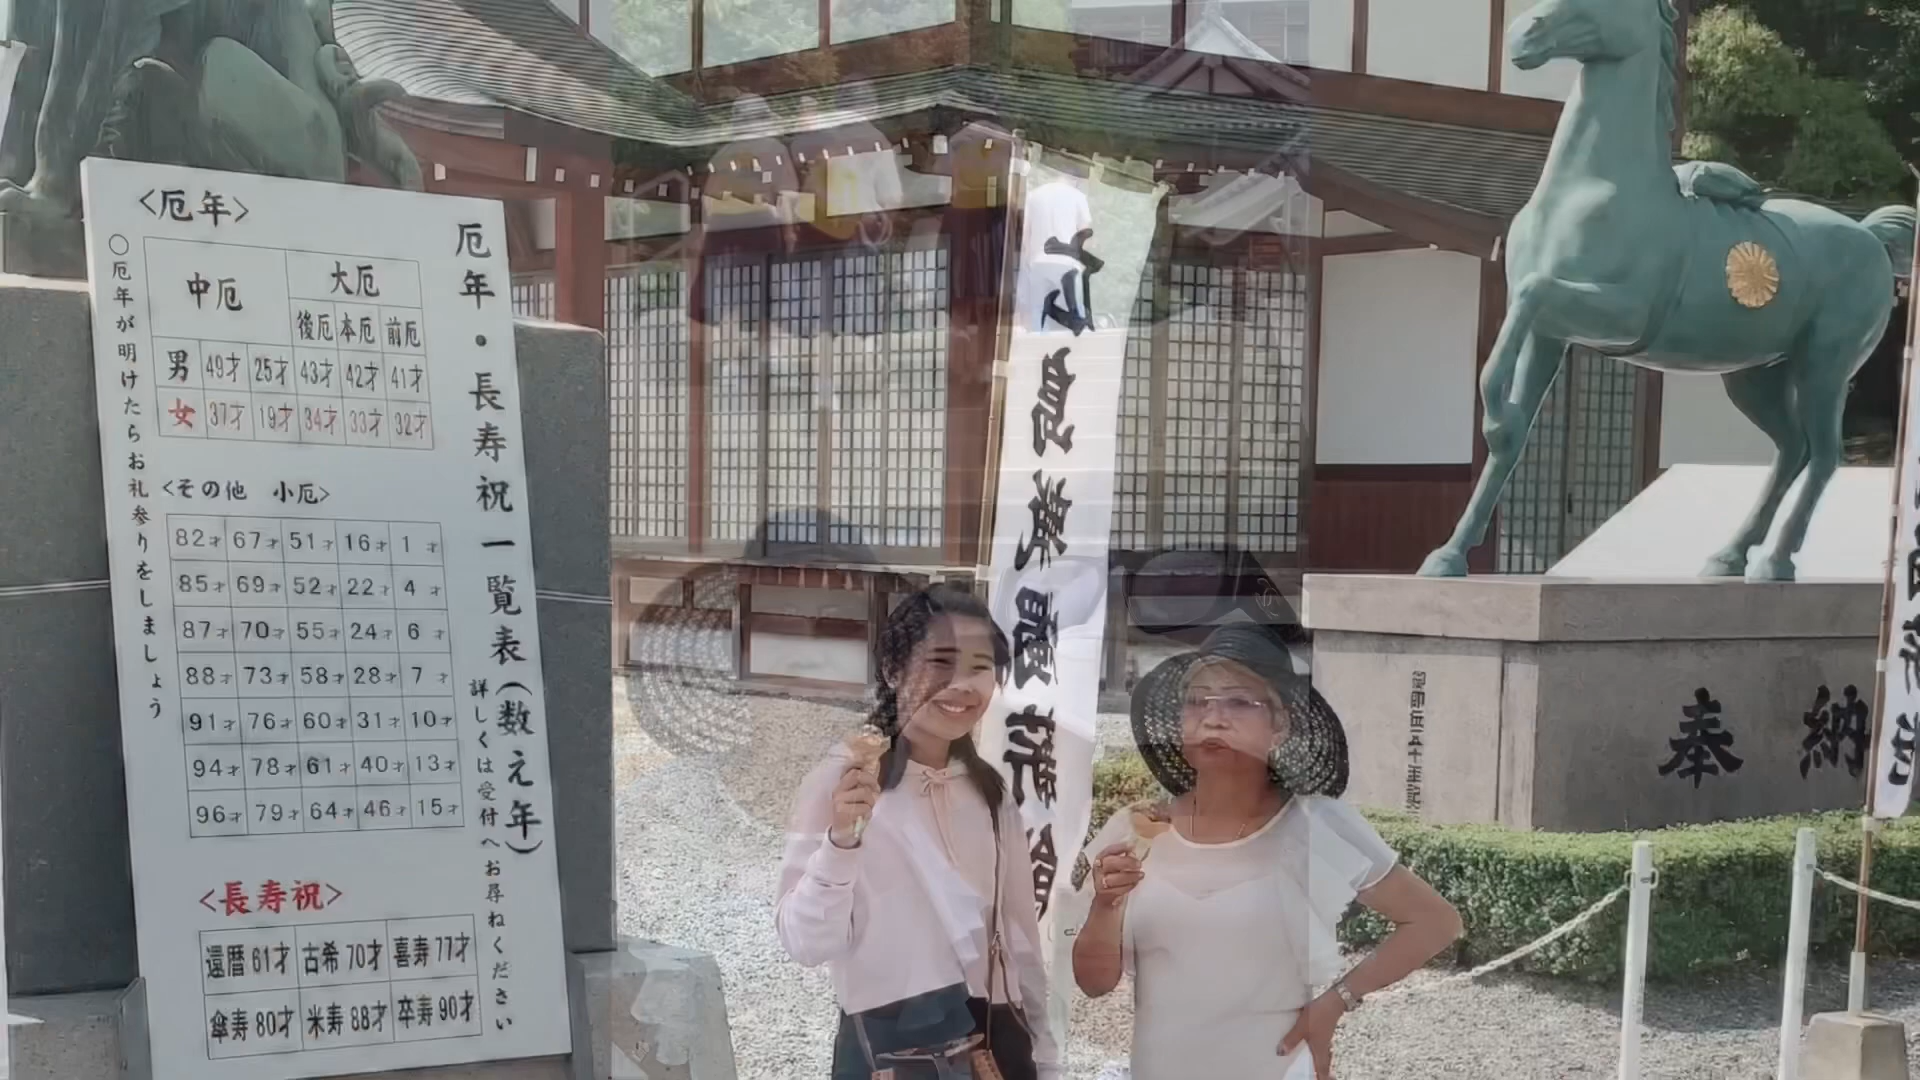 厄年・長寿祝一覧表(数え年)
詳しくは受付へお尋ねください
<厄年>
中厄 大厄
後厄 本厄 前厄
男 49才 25才 43才 42才 41才
女 37才 19才 34才 33才 32才
○厄年が明けたらお礼参りをしましょう
<その他 小厄>
82才 67才 51才 16才 1才
85才 69才 52才 22才 4才
87才 70才 55才 24才 6才
88才 73才 58才 28才 7才
91才 76才 60才 31才 10才
94才 78才 61才 40才 13才
96才 79才 64才 46才 15才
<長寿祝>
還暦 61才 古希 70才 喜寿 77才
傘寿 80才 米寿 88才 卒寿 90才
奉納